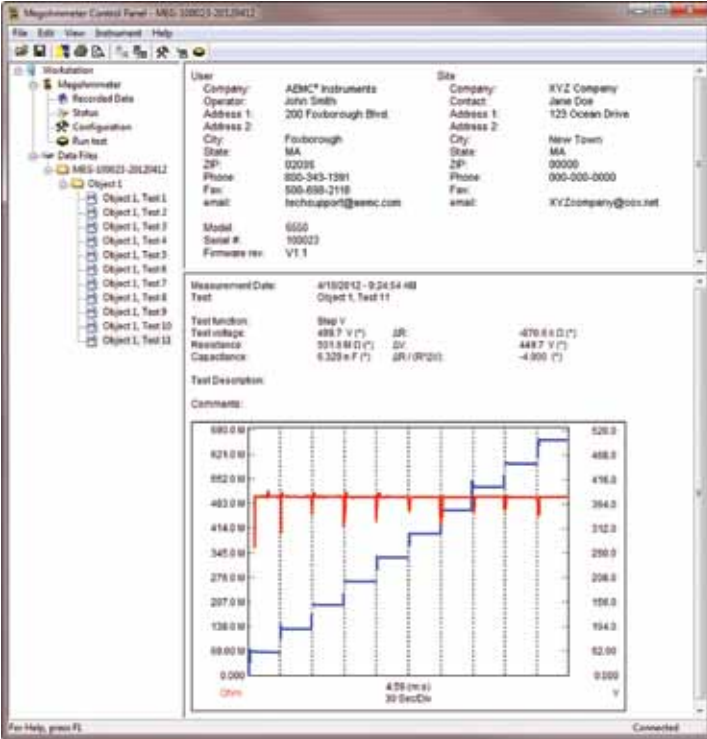 Megohmmeter Control Panel - MEG-100023-20120412
File Edit View Instrument Help
Workstation
Megohmmeter
Recorded Data
Status
Configuration
Run test
Data Files
MEG-100023-20120412
Object 1
Object 1, Test 1
Object 1, Test 2
Object 1, Test 3
Object 1, Test 4
Object 1, Test 5
Object 1, Test 6
Object 1, Test 7
Object 1, Test 8
Object 1, Test 9
Object 1, Test 10
Object 1, Test 11
User
Company: AEMC® Instruments
Operator: John Smith
Address 1: 200 Foxborough Blvd.
Address 2:
City: Foxborough
State: MA
ZIP: 02035
Phone: 800-343-1391
Fax: 508-698-2118
email: techsupport@aemc.com
Model: 6550
Serial #: 100023
Firmware rev: V1.1
Site
Company: XYZ Company
Contact: Jane Doe
Address 1: 123 Ocean Drive
Address 2:
City: New Town
State: MA
ZIP: 00000
Phone: 000-000-0000
Fax:
email: XYZcompany@xxx.net
Measurement Date: 4/10/2012 - 9:24:54 AM
Test: Object 1, Test 11
Test function: Step V
Test voltage: 499.7 V (*) ΔR: (*)
Resistance: 501.8 M Ω (*) ΔV: 449.7 V (*)
Capacitance: 6.329 n F (*) ΔR / (R*ΔV): (*)
Test Description:
Comments:
690.0 M 520.0
621.0 M 468.0
552.0 M 416.0
483.0 M 364.0
414.0 M 312.0
345.0 M 260.0
276.0 M 208.0
207.0 M 156.0
138.0 M 104.0
69.00 M 52.00
0.000 0.000
Ohm 4:59 (m:s) V
30 Sec/Div
For Help, press F1 Connected